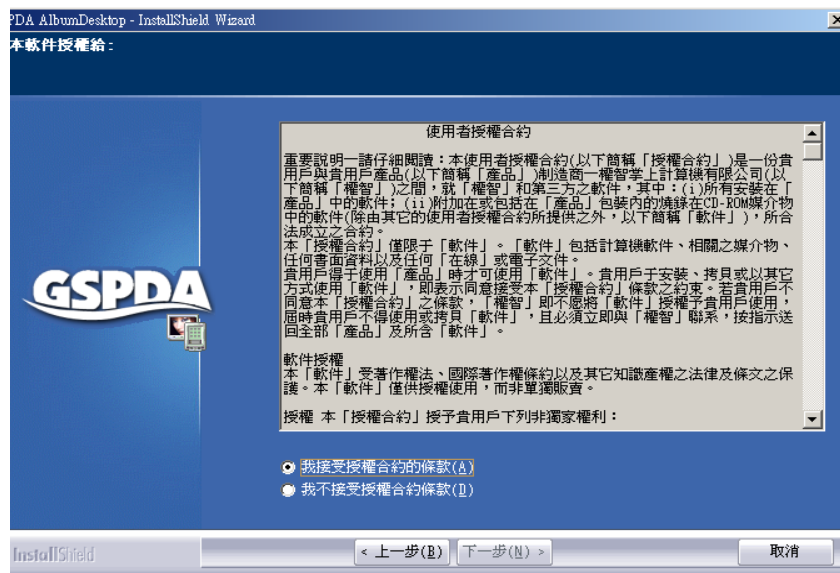 PDA AlbumDesktop - InstallShield Wizard
本軟件授權給:
使用者授權合約
重要說明一請仔細閱讀:本使用者授權合約(以下簡稱「授權合約」)是一份貴
用戶與貴用戶產品(以下簡稱「產品」)制造商一權智掌上計算機有限公司(以
下簡稱「權智」)之間,就「權智」和第三方之軟件,其中:(i)所有安裝在「
產品」中的軟件; (ii)附加在或包括在「產品」包裝內的燒錄在CD-ROM媒介物
中的軟件(除由其它的使用者授權合約所提供之外,以下簡稱「軟件」),所合
法成立之合約。
本「授權合約」僅限于「軟件」。「軟件」包括計算機軟件、相關之媒介物、
任何書面資料以及任何「在線」或電子文件。
貴用戶得于使用「產品」時才可使用「軟件」。貴用戶于安裝、拷貝或以其它
方式使用「軟件」,即表示同意接受本「授權合約」條款之約束。若貴用戶不
同意本「授權合約」之條款,「權智」即不愿將「軟件」授權予貴用戶使用,
屆時貴用戶不得使用或拷貝「軟件」,且必須立即與「權智」聯系,按指示送
回全部「產品」及所含「軟件」。
軟件授權
本「軟件」受著作權法、國際著作權條約以及其它知識產權之法律及條文之保
護。本「軟件」僅供授權使用,而非單獨販賣。
授權 本「授權合約」授予貴用戶下列非獨家權利:
GSPDA
我接受授權合約的條款(A)
我不接受授權合約條款(D)
InstallShield
< 上一步(B)
下一步(N) >
取消